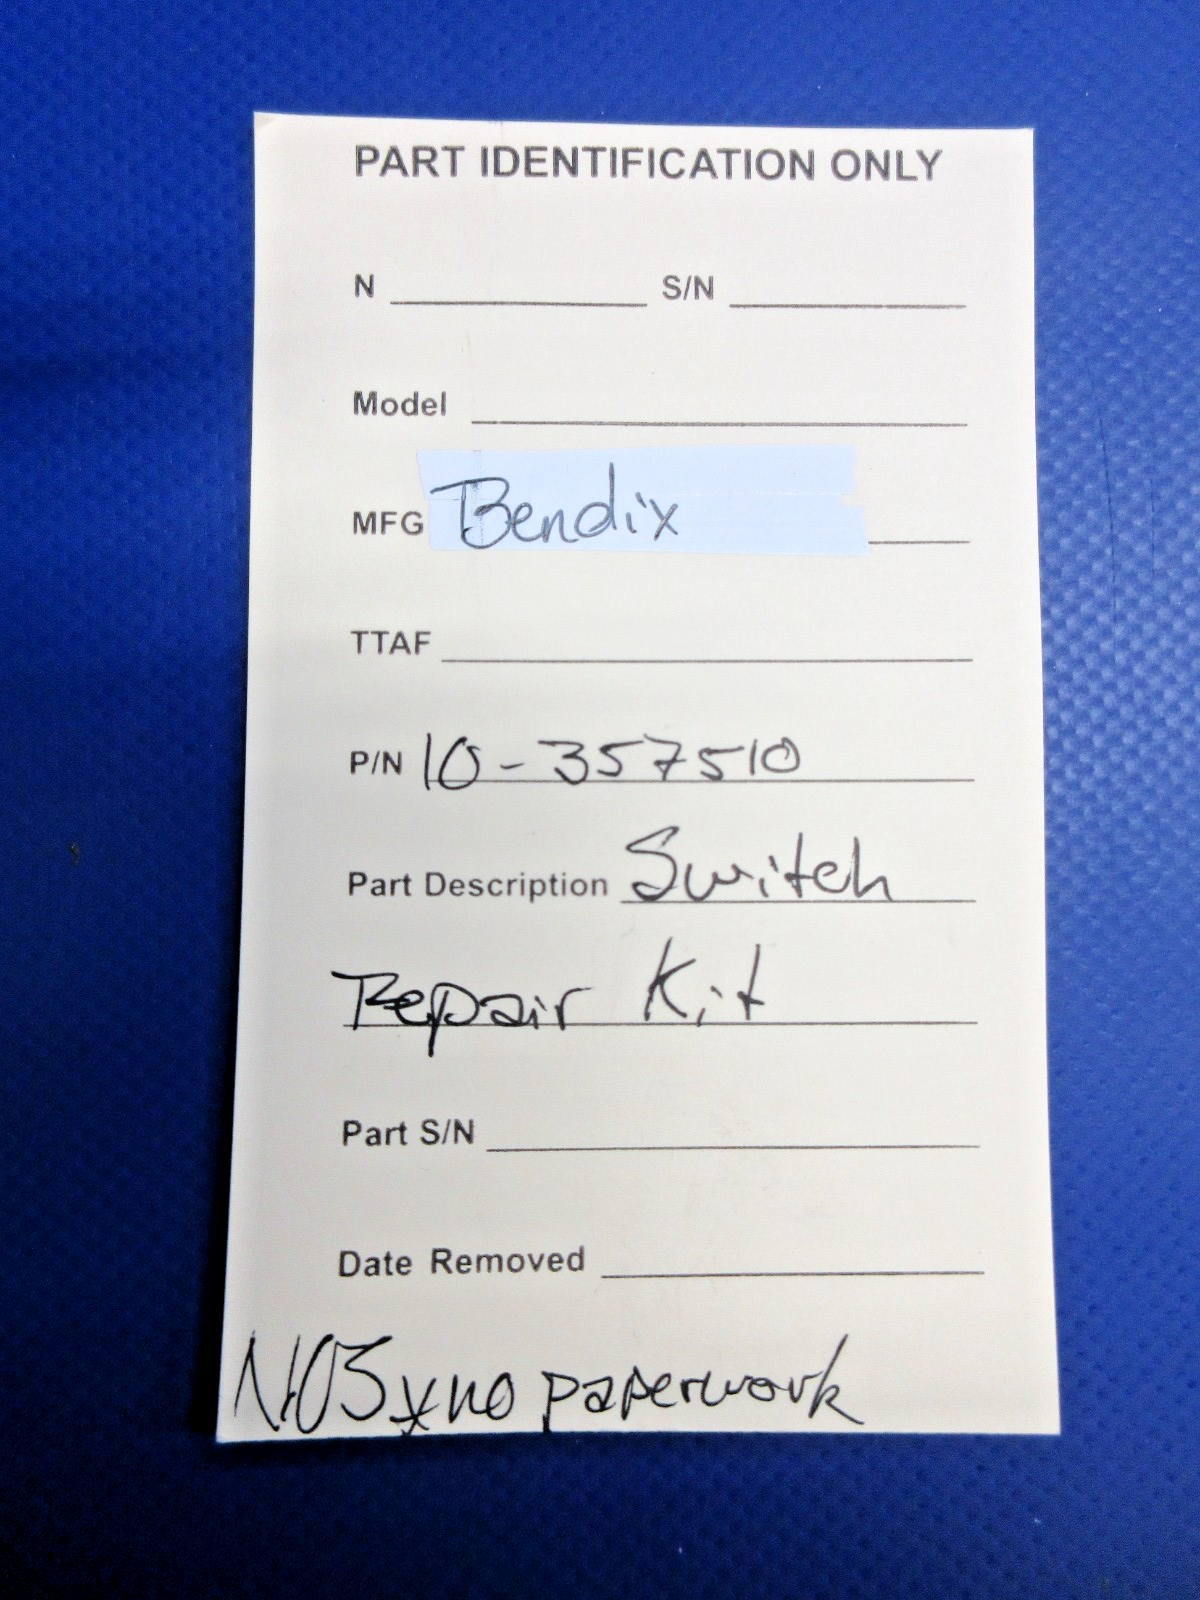 PART IDENTIFICATION ONLY
N S/N
Model
MFG Bendix
TTAF
P/N 10-357510
Part Description Switch
Repair Kit
Part S/N
Date Removed
NOS no paperwork